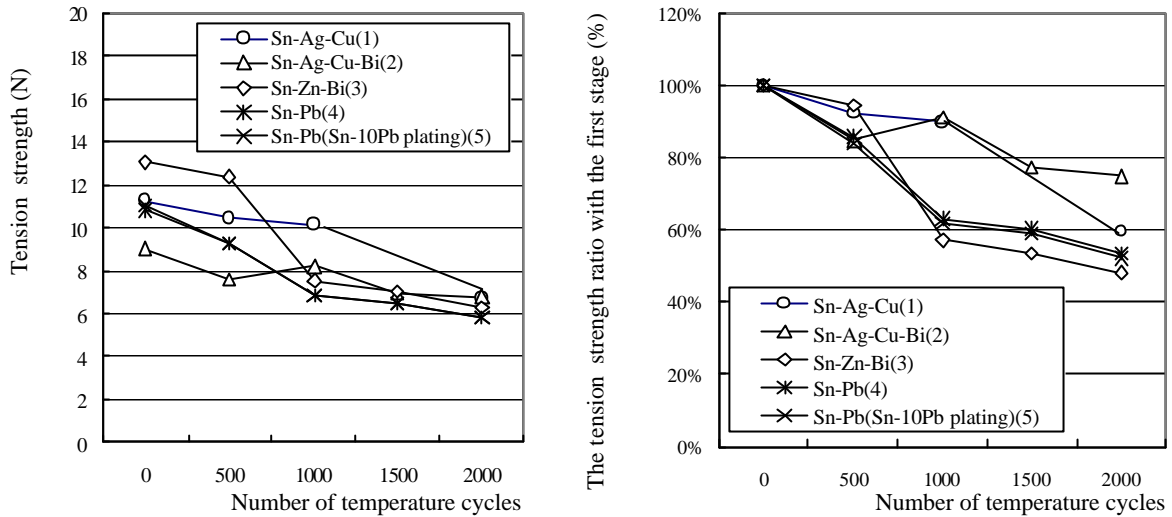 Tension strength (N)
20
18
16
14
12
10
8
6
4
2
0
Sn-Ag-Cu(1)
Sn-Ag-Cu-Bi(2)
Sn-Zn-Bi(3)
Sn-Pb(4)
Sn-Pb(Sn-10Pb plating)(5)
0 500 1000 1500 2000
Number of temperature cycles
The tension strength ratio with the first stage (%)
120%
100%
80%
60%
40%
20%
0%
Sn-Ag-Cu(1)
Sn-Ag-Cu-Bi(2)
Sn-Zn-Bi(3)
Sn-Pb(4)
Sn-Pb(Sn-10Pb plating)(5)
0 500 1000 1500 2000
Number of temperature cycles